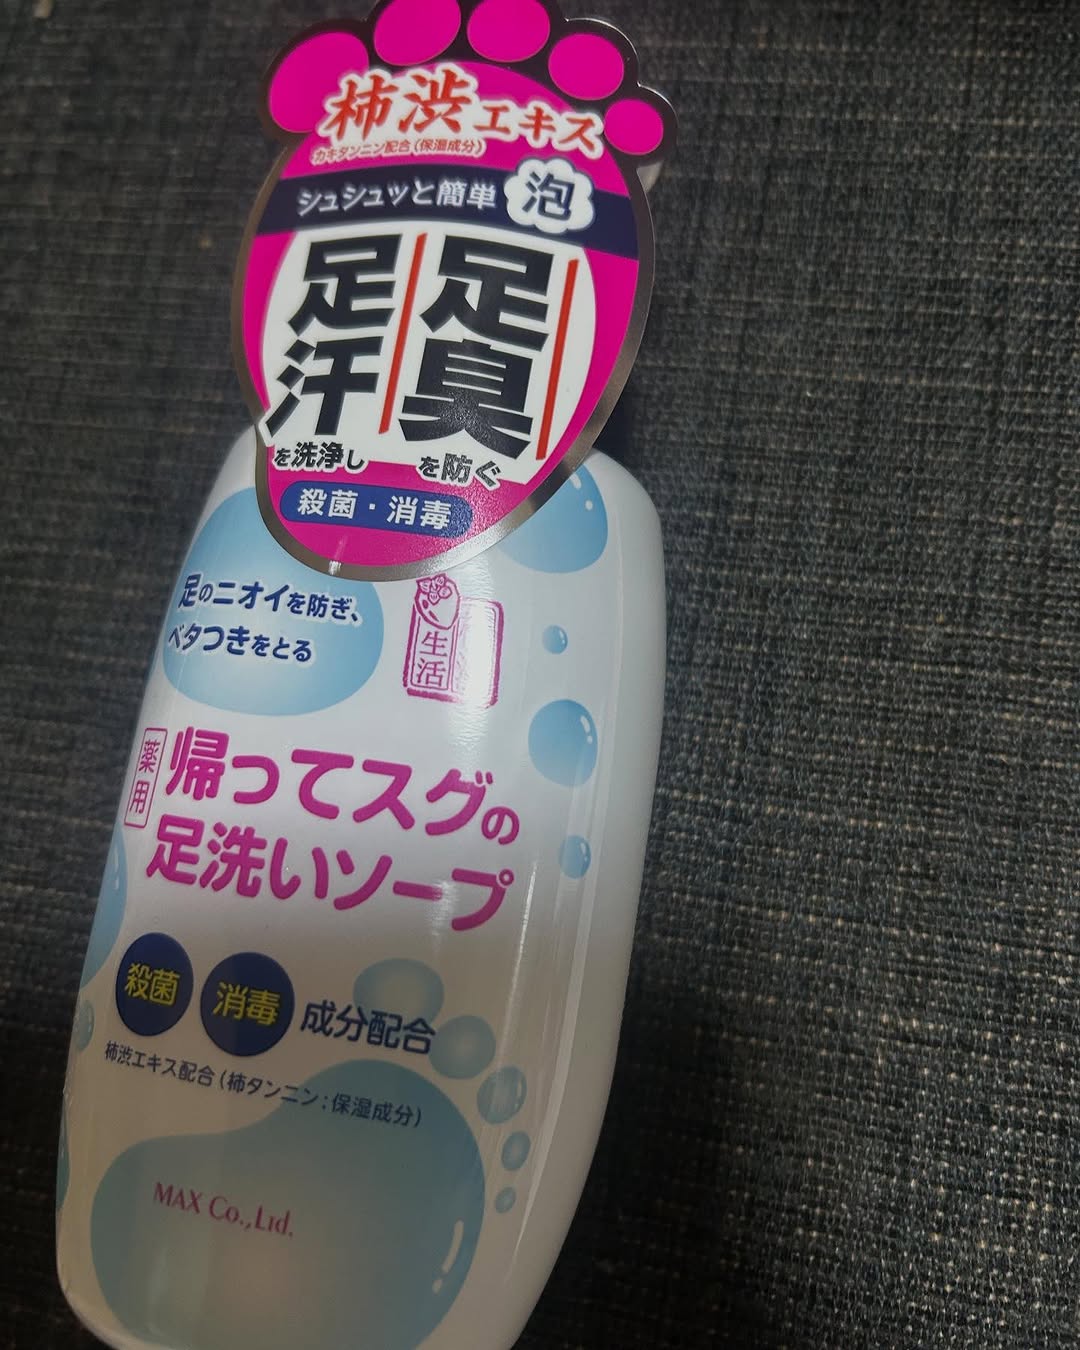 柿渋エキス
カキタンニン配合(保湿成分)
シュシュッと簡単 泡
足臭
を防ぐ
足汗
を洗浄し
殺菌・消毒
足のニオイを防ぎ、
ベタつきをとる
生活
薬用
帰ってスグの
足洗いソープ
殺菌 消毒 成分配合
柿渋エキス配合(柿タンニン:保湿成分)
MAX Co.,Ltd.